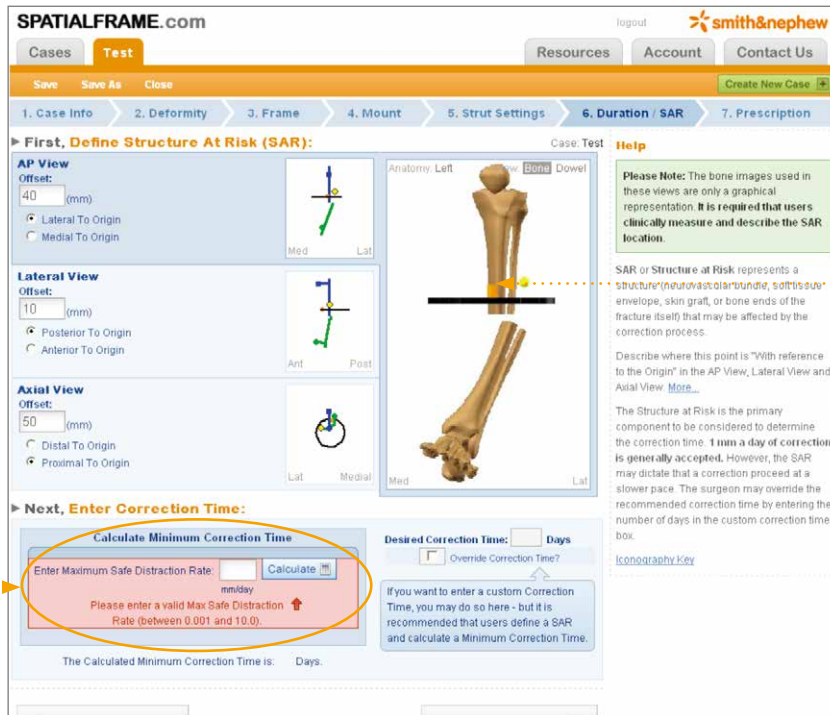 SPATIALFRAME.com
logout
smith&nephew
Cases
Test
Resources
Account
Contact Us
Save
Save As
Close
Create New Case +
1. Case Info
2. Deformity
3. Frame
4. Mount
5. Strut Settings
6. Duration / SAR
7. Prescription
First, Define Structure At Risk (SAR):
Case: Test
AP View
Offset:
40 (mm)
Lateral To Origin
Medial To Origin
Med Lat
Lateral View
Offset:
10 (mm)
Posterior To Origin
Anterior To Origin
Ant Post
Axial View
Offset:
50 (mm)
Distal To Origin
Proximal To Origin
Lat Medial
Anatomy: Left
Bone Dowel
Med Lat
Help
Please Note: The bone images used in
these views are only a graphical
representation. It is required that users
clinically measure and describe the SAR
location.
SAR or Structure at Risk represents a
structure (neurovascular bundle, soft tissue
envelope, skin graft, or bone ends of the
fracture itself) that may be affected by the
correction process.
Describe where this point is "With reference
to the Origin" in the AP View, Lateral View and
Axial View. More...
The Structure at Risk is the primary
component to be considered to determine
the correction time. 1 mm a day of correction
is generally accepted. However, the SAR
may dictate that a correction proceed at a
slower pace. The surgeon may override the
recommended correction time by entering the
number of days in the custom correction time
box.
Iconography Key
Next, Enter Correction Time:
Calculate Minimum Correction Time
Enter Maximum Safe Distraction Rate:
Calculate
mm/day
Please enter a valid Max Safe Distraction
Rate (between 0.001 and 10.0).
The Calculated Minimum Correction Time is: Days.
Desired Correction Time: Days
Override Correction Time?
If you want to enter a custom Correction
Time, you may do so here - but it is
recommended that users define a SAR
and calculate a Minimum Correction Time.